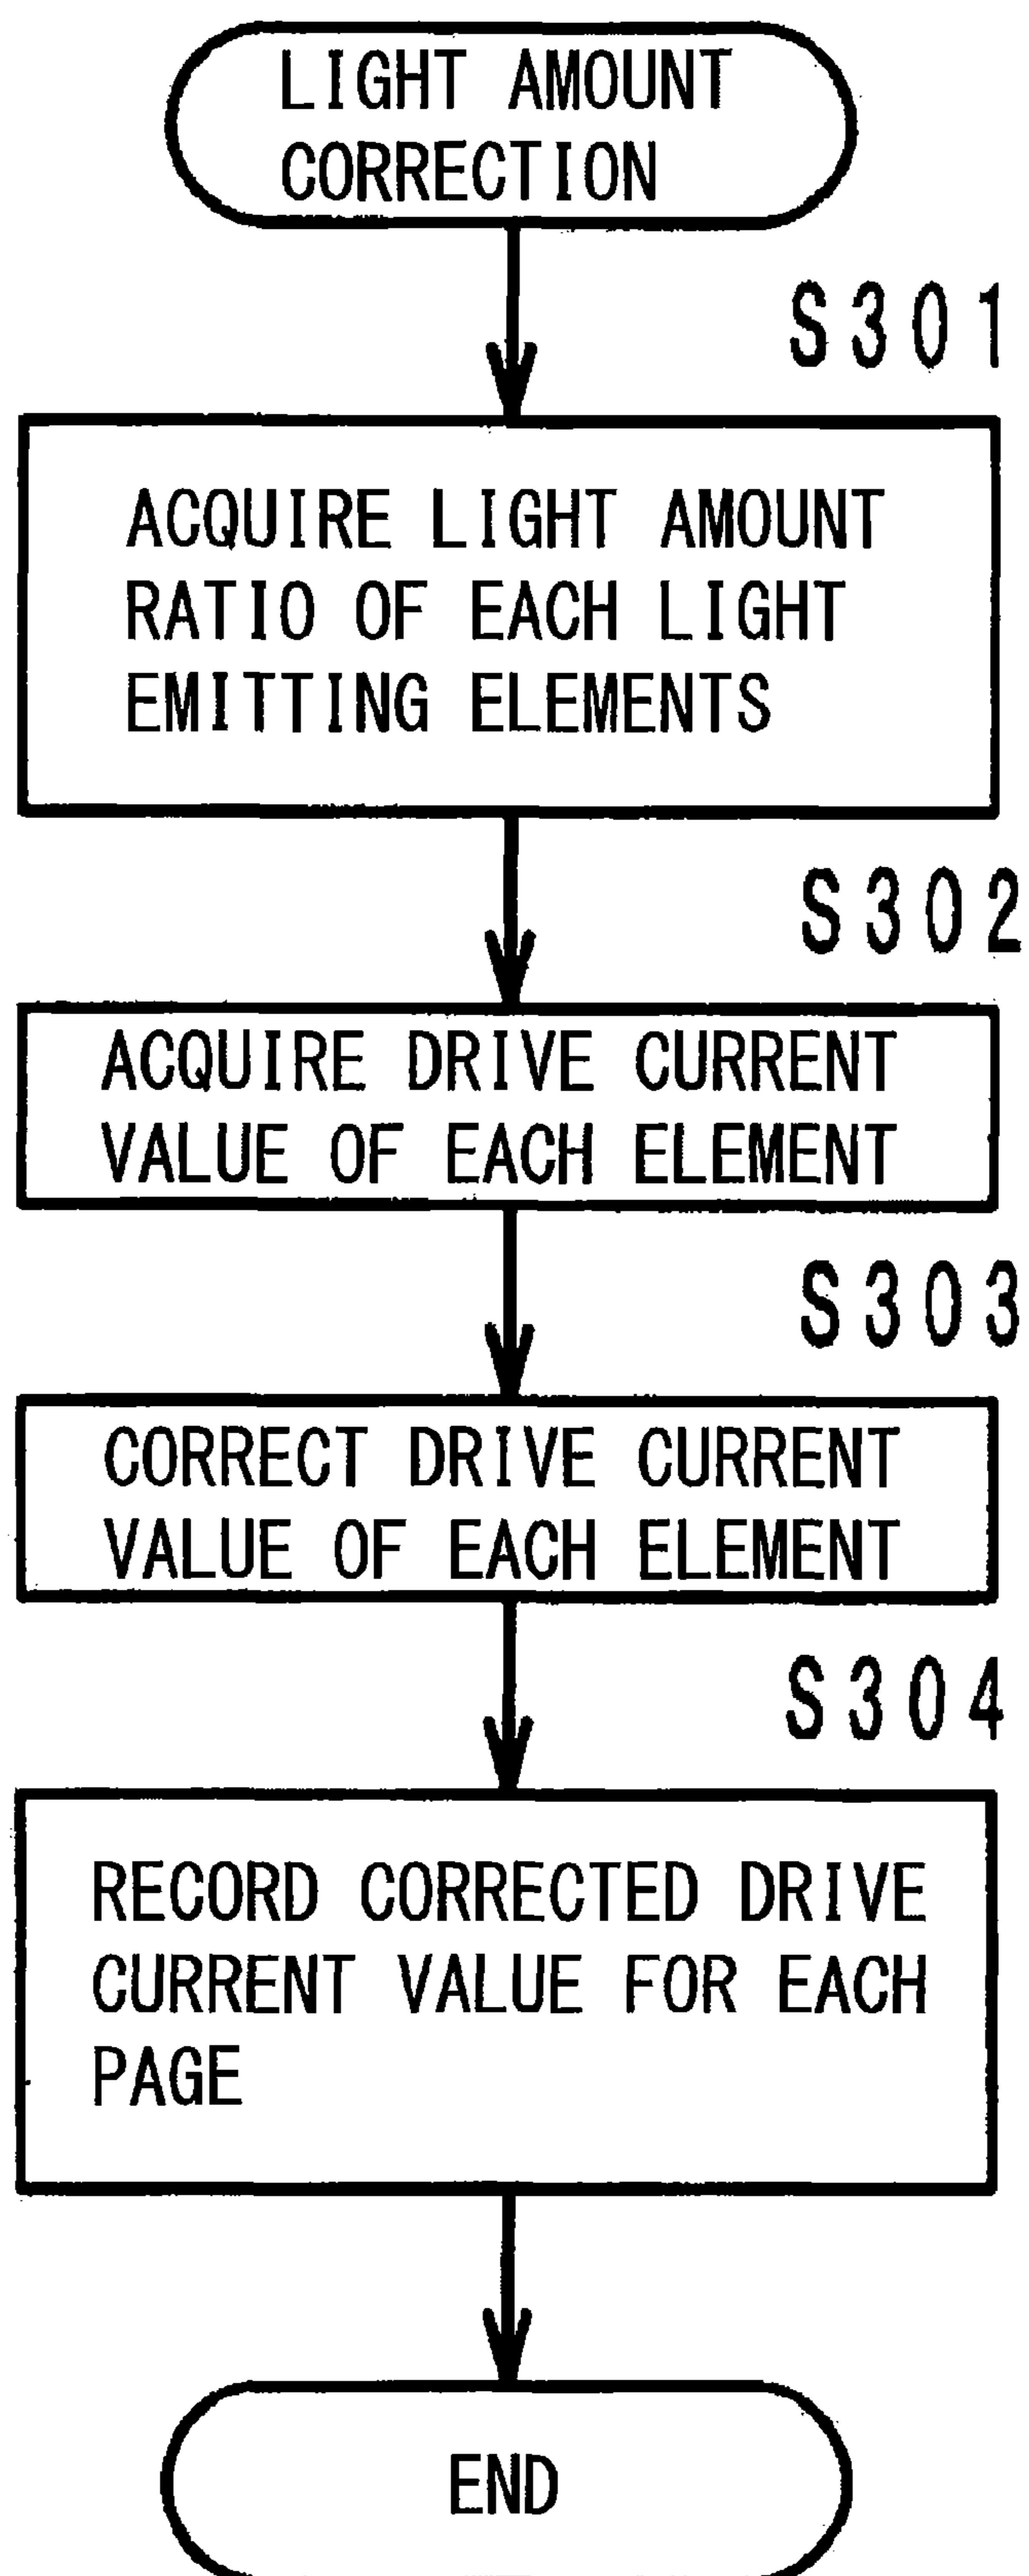 LIGHT AMOUNT
CORRECTION
S301
ACQUIRE LIGHT AMOUNT
RATIO OF EACH LIGHT
EMITTING ELEMENTS
S302
ACQUIRE DRIVE CURRENT
VALUE OF EACH ELEMENT
S303
CORRECT DRIVE CURRENT
VALUE OF EACH ELEMENT
S304
RECORD CORRECTED DRIVE
CURRENT VALUE FOR EACH
PAGE
END